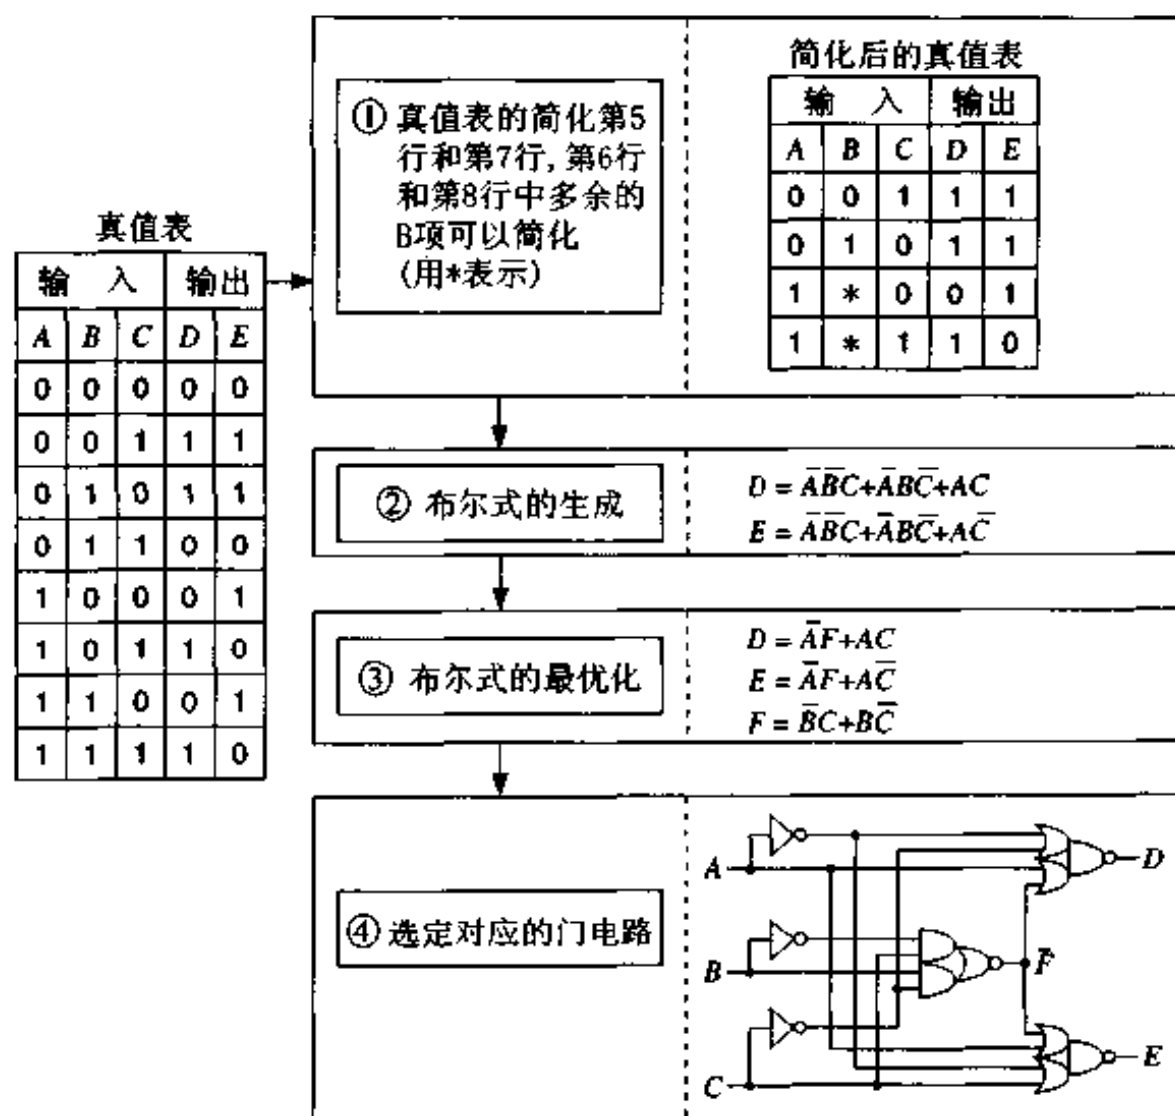 真值表
输 入 输出
A B C D E
0 0 0 0 0
0 0 1 1 1
0 1 0 1 1
0 1 1 0 0
1 0 0 0 1
1 0 1 1 0
1 1 0 0 1
1 1 1 1 0
① 真值表的简化第5
行和第7行, 第6行
和第8行中多余的
B项可以简化
(用*表示)
简化后的真值表
输 入 输出
A B C D E
0 0 1 1 1
0 1 0 1 1
1 * 0 0 1
1 * 1 1 0
② 布尔式的生成
D = A̅B̅C+A̅BC̅+AC
E = A̅B̅C+A̅BC̅+AC̅
③ 布尔式的最优化
D = A̅F+AC
E = A̅F+AC̅
F = B̅C+BC̅
④ 选定对应的门电路
A
D
B
F̅
C
E